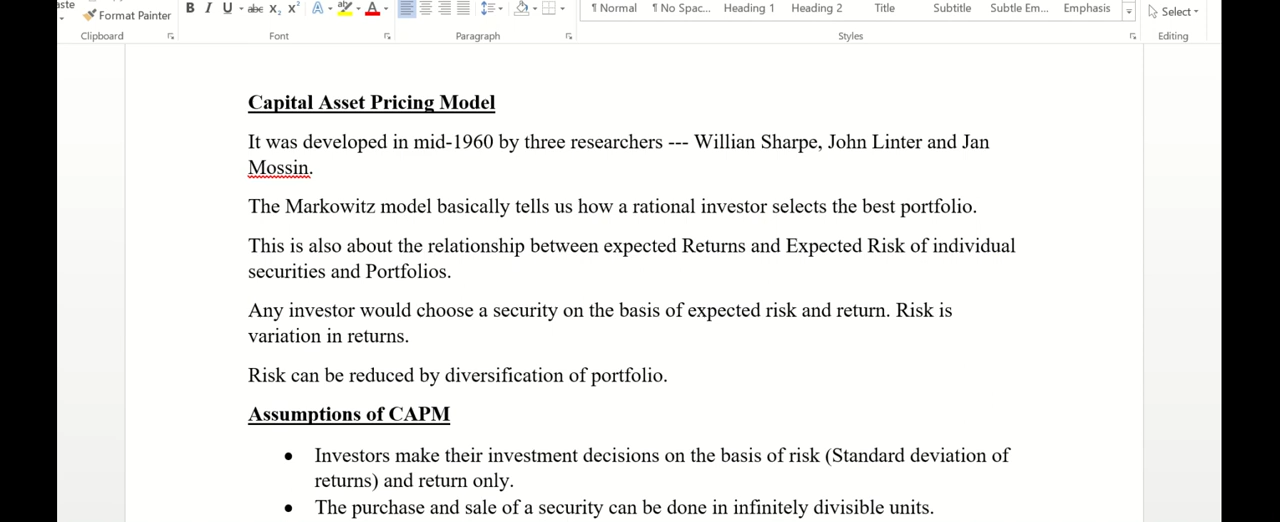 Format Painter
B I U abc X₂ X² A aby A
¶ Normal ¶ No Spac... Heading 1 Heading 2 Title Subtitle Subtle Em... Emphasis Select
Clipboard Font Paragraph Styles Editing
Capital Asset Pricing Model
It was developed in mid-1960 by three researchers --- Willian Sharpe, John Linter and Jan
Mossin.
The Markowitz model basically tells us how a rational investor selects the best portfolio.
This is also about the relationship between expected Returns and Expected Risk of individual
securities and Portfolios.
Any investor would choose a security on the basis of expected risk and return. Risk is
variation in returns.
Risk can be reduced by diversification of portfolio.
Assumptions of CAPM
• Investors make their investment decisions on the basis of risk (Standard deviation of
returns) and return only.
• The purchase and sale of a security can be done in infinitely divisible units.